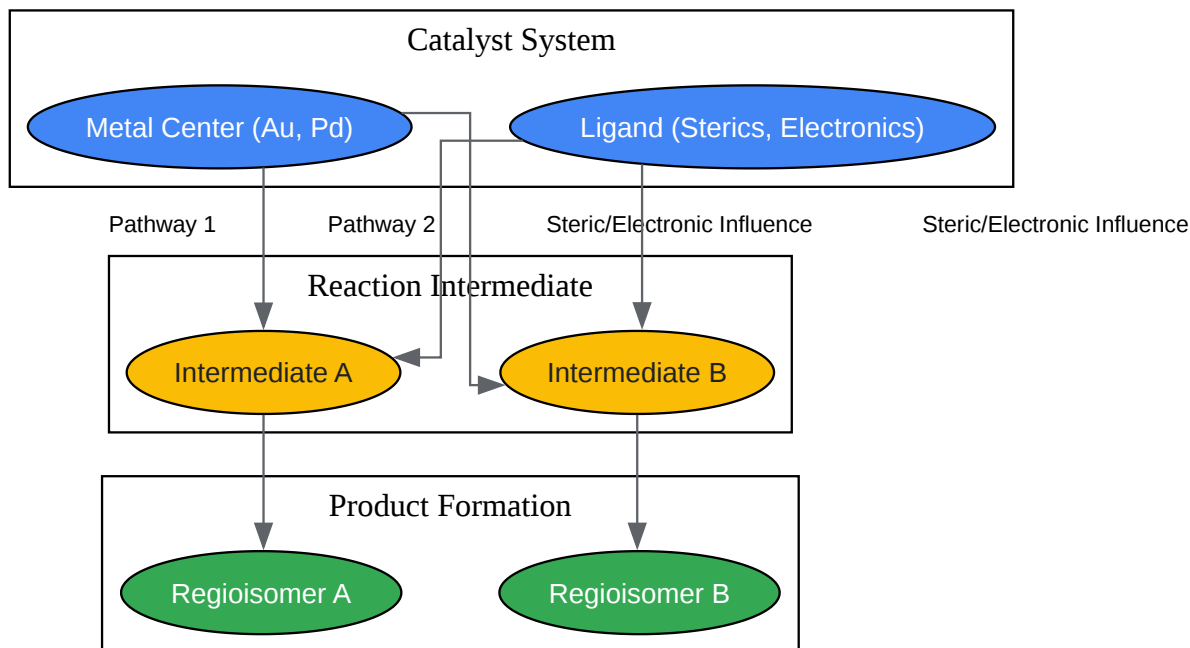 Catalyst System
Metal Center (Au, Pd)
Ligand (Sterics, Electronics)
Pathway 1
Pathway 2
Steric/Electronic Influence
Steric/Electronic Influence
Reaction Intermediate
Intermediate A
Intermediate B
Product Formation
Regioisomer A
Regioisomer B